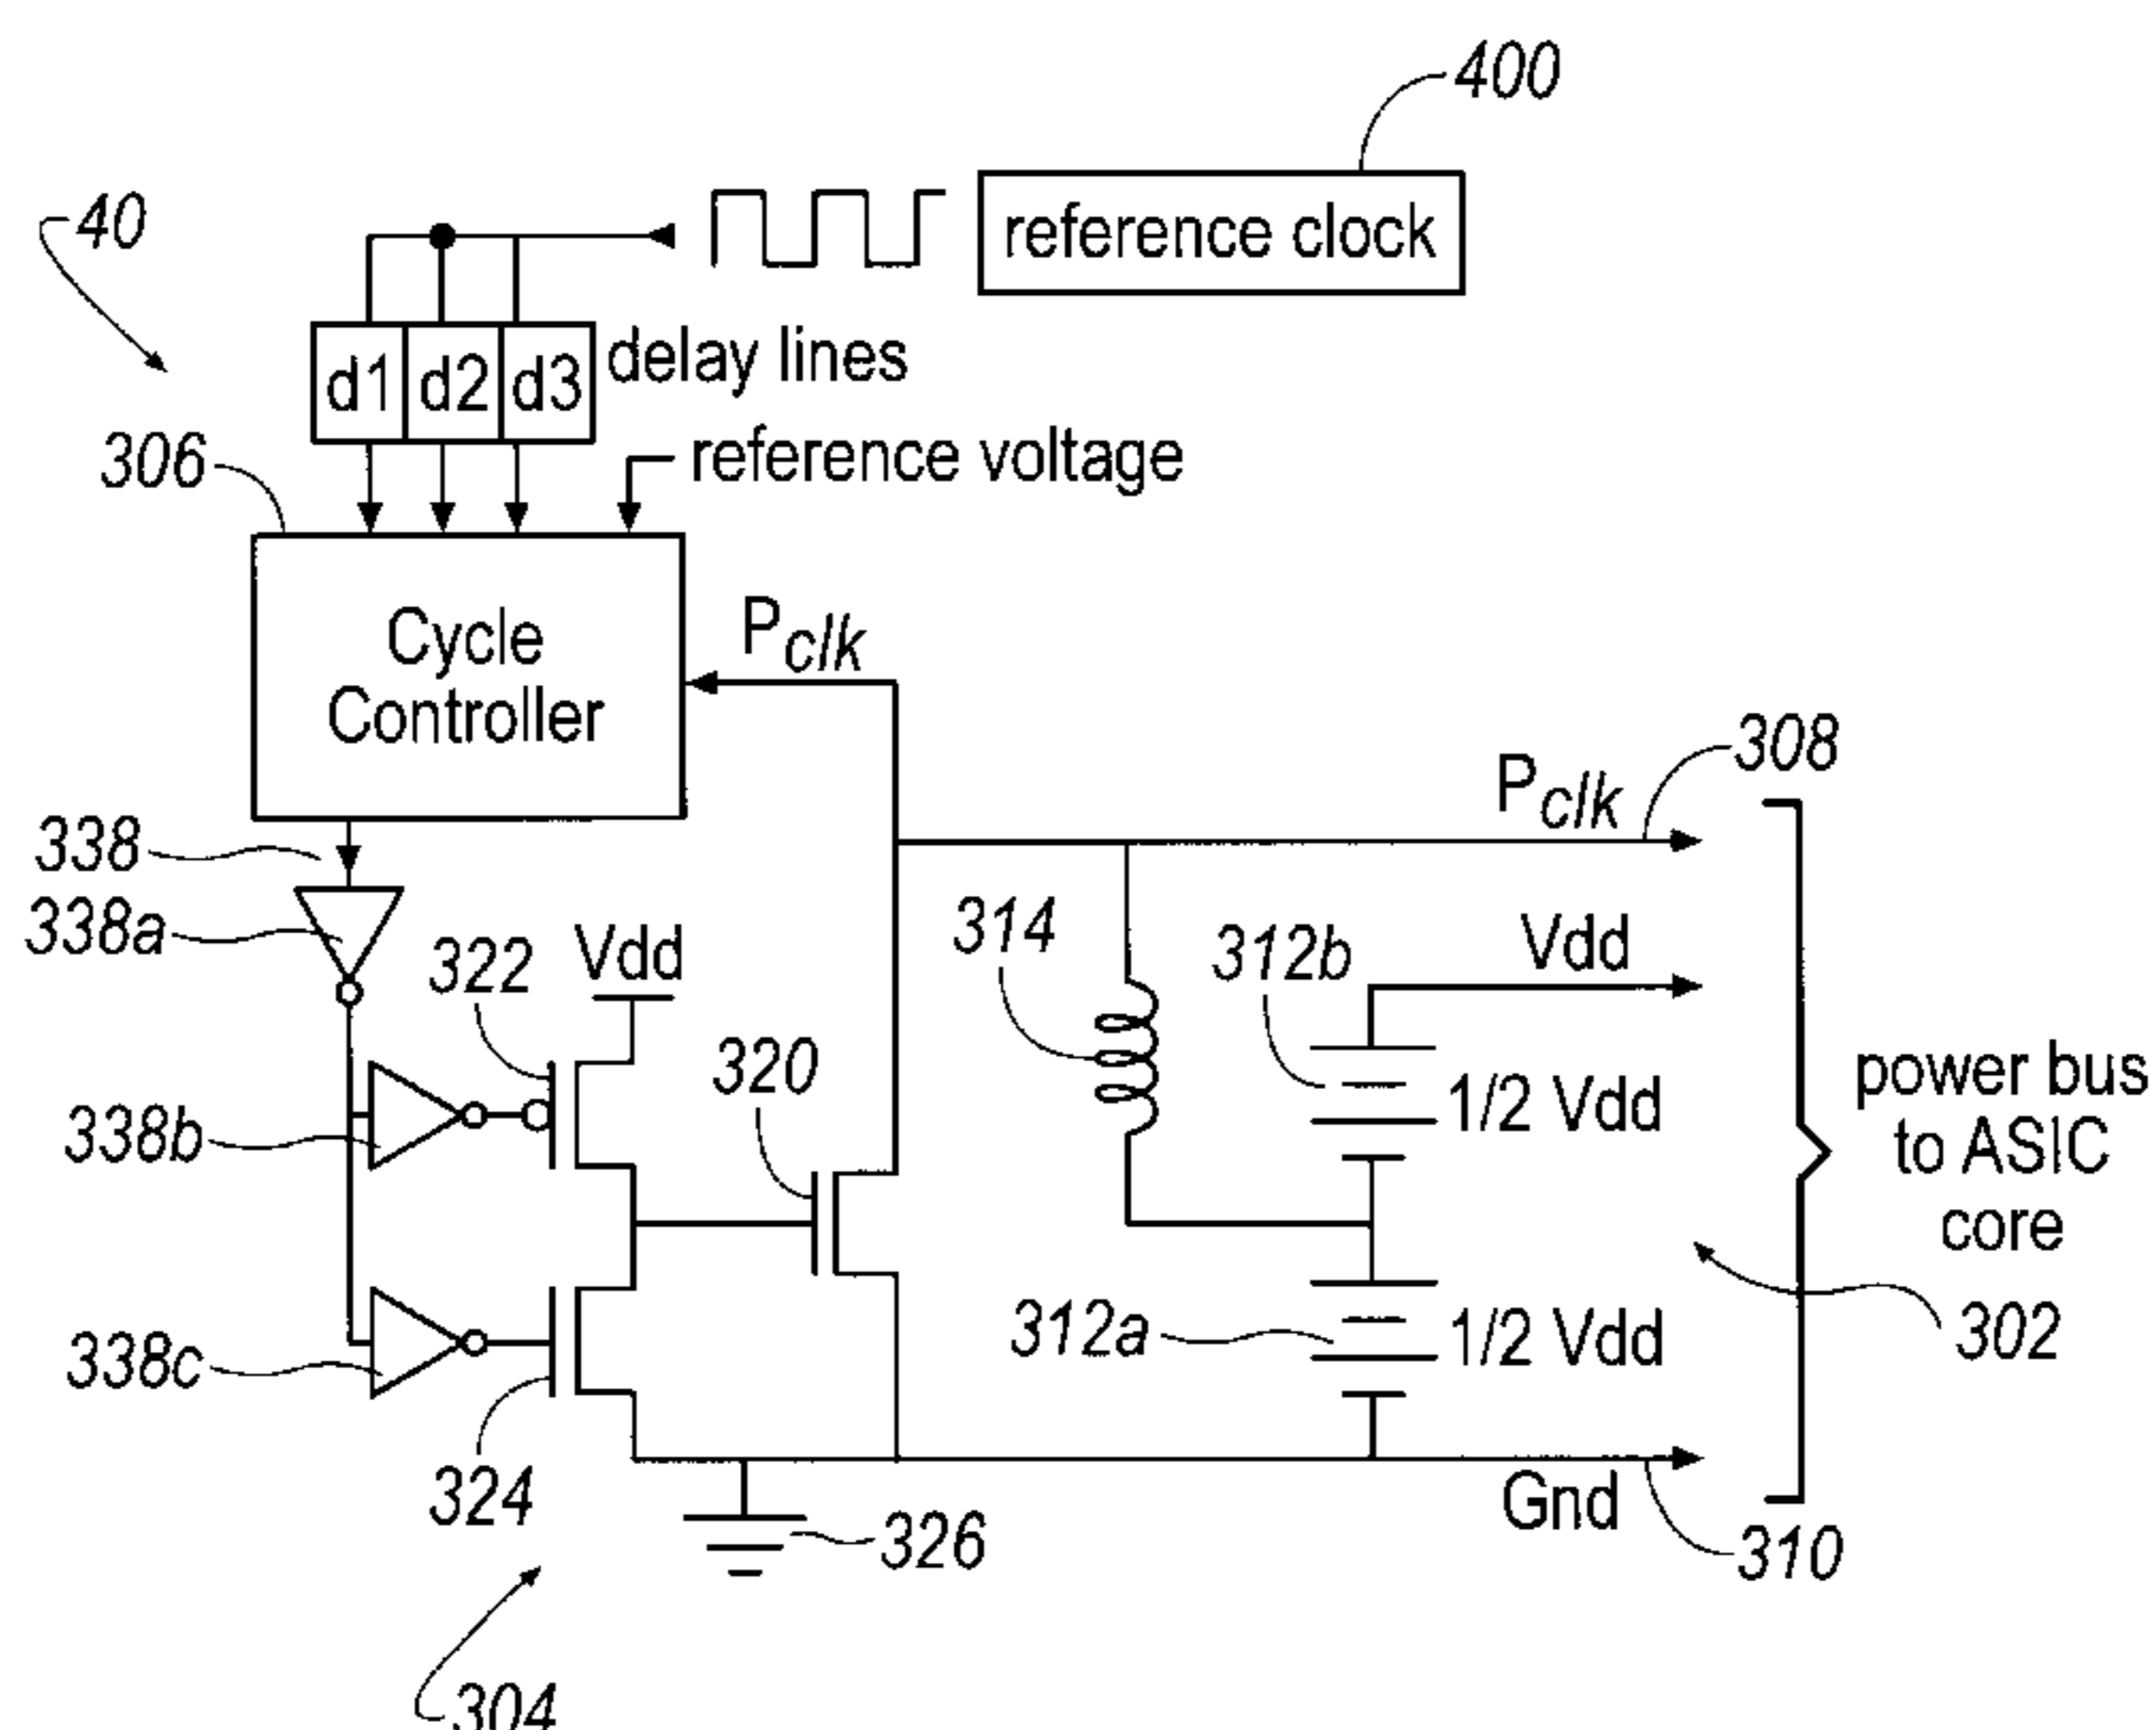 400
40
reference clock
d1 d2 d3
delay lines
306
reference voltage
Cycle
Controller
Pclk
308
Pclk
338
338a
314
312b
Vdd
322
Vdd
320
1/2 Vdd
power bus
to ASIC
core
338b
338c
312a
1/2 Vdd
302
324
Gnd
326
310
304